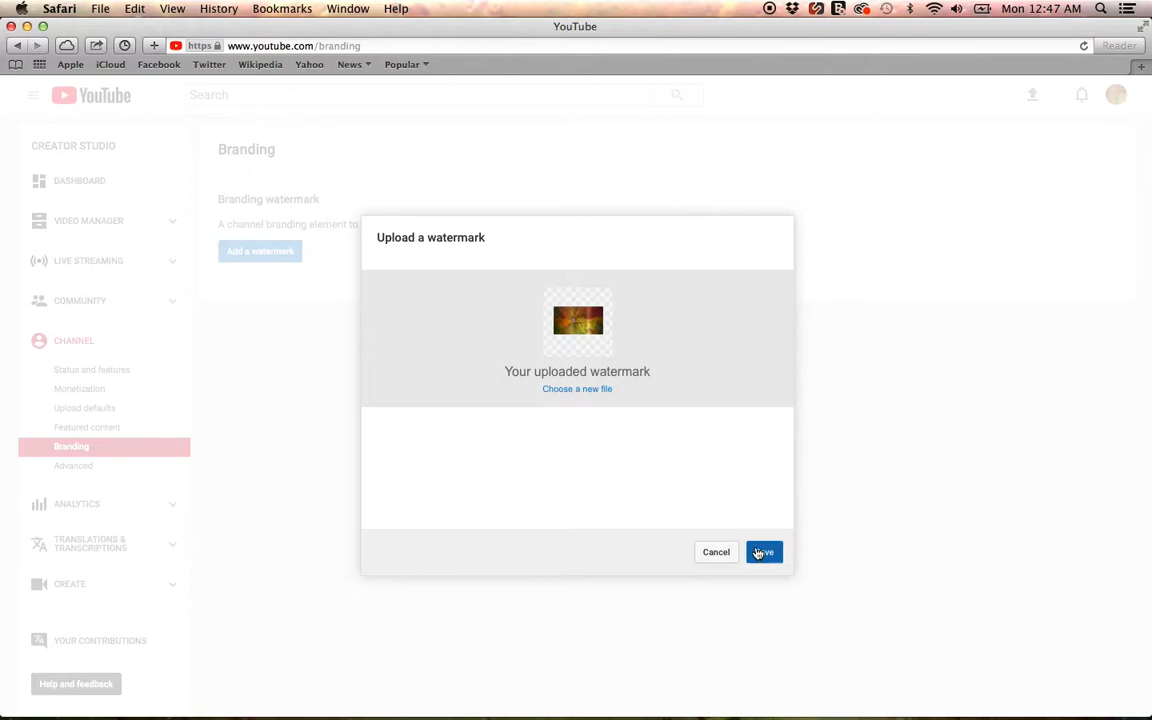 Safari File Edit View History Bookmarks Window Help Mon 12:47 AM
YouTube
https www.youtube.com/branding Reader
Apple iCloud Facebook Twitter Wikipedia Yahoo News Popular
YouTube Search
CREATOR STUDIO
DASHBOARD
VIDEO MANAGER
LIVE STREAMING
COMMUNITY
CHANNEL
Status and features
Monetization
Upload defaults
Featured content
Branding
Advanced
ANALYTICS
TRANSLATIONS &
TRANSCRIPTIONS
CREATE
YOUR CONTRIBUTIONS
Help and feedback
Branding
Branding watermark
A channel branding element to
Add a watermark
Upload a watermark
Your uploaded watermark
Choose a new file
Cancel